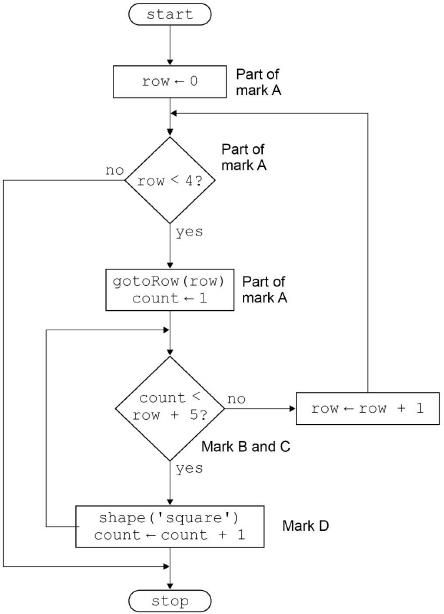 start
row ← 0
Part of
mark A
Part of
mark A
no
row < 4?
yes
gotoRow(row)
count ← 1
Part of
mark A
count <
row + 5?
no
row ← row + 1
Mark B and C
yes
shape('square')
count ← count + 1
Mark D
stop